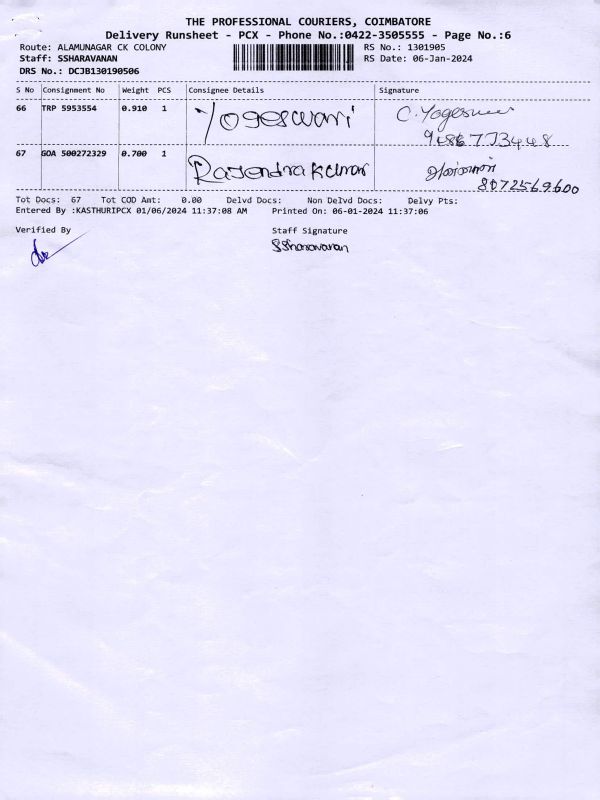 THE PROFESSIONAL COURIERS, COIMBATORE
Delivery Runsheet - PCX - Phone No.:0422-3505555 - Page No.:6
Route: ALAMUNAGAR CK COLONY RS No.: 1301905
Staff: SSHARAVANAN RS Date: 06-Jan-2024
DRS No.: DCJB130190506
S No Consignment No Weight PCS Consignee Details Signature
66 TRP 5953554 0.910 1 Yogeswari C. Yogeswari
67 GOA 500272329 0.700 1 Rajendra kumar
8072569600
Tot Docs: 67 Tot COD Amt: 0.00 Delvd Docs: Non Delvd Docs: Delvy Pts:
Entered By :KASTHURIPCX 01/06/2024 11:37:08 AM Printed On: 06-01-2024 11:37:06
Verified By Staff Signature
SSharavanan